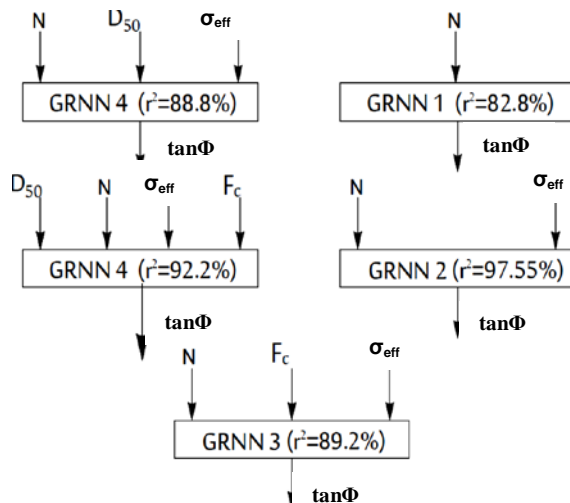 N D₅₀ σeff
GRNN 4 (r²=88.8%)
tanΦ
N
GRNN 1 (r²=82.8%)
tanΦ
D₅₀ N σeff Fc
GRNN 4 (r²=92.2%)
tanΦ
N σeff
GRNN 2 (r²=97.55%)
tanΦ
N Fc σeff
GRNN 3 (r²=89.2%)
tanΦ